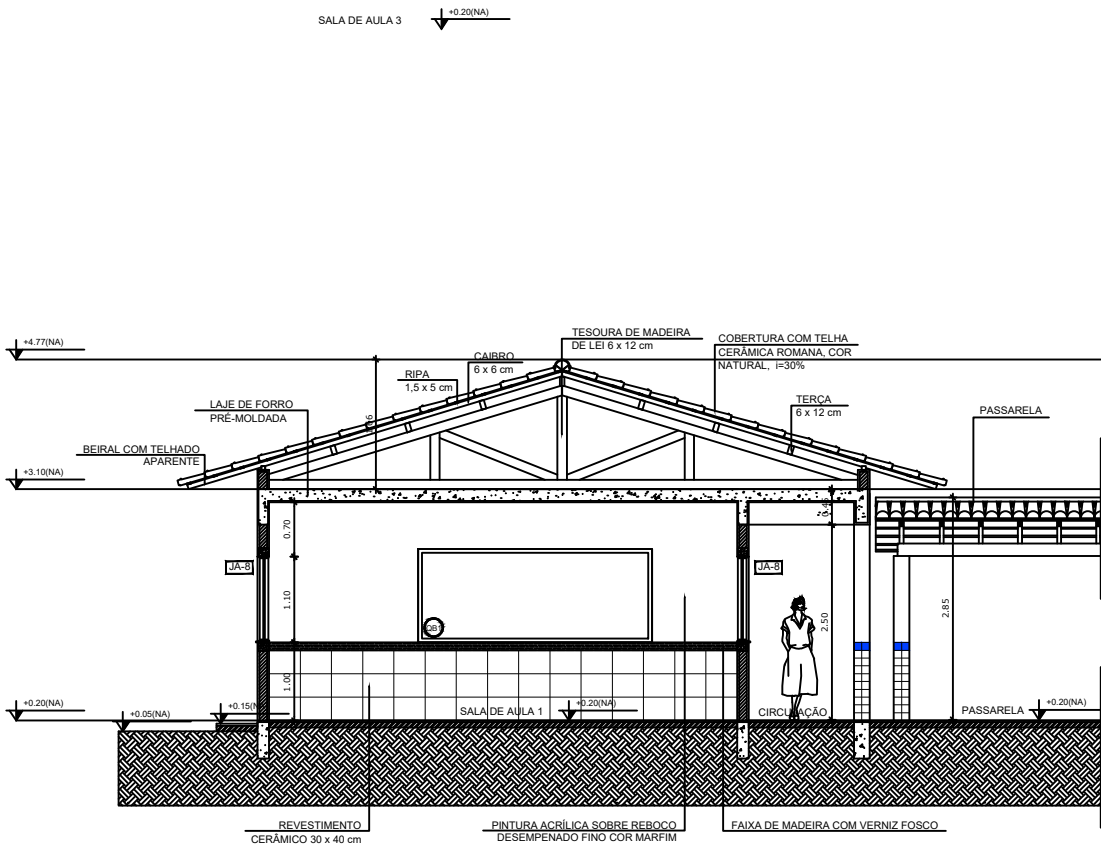 SALA DE AULA 3
+0.20(NA)
+4.77(NA)
TESOURA DE MADEIRA
DE LEI 6 x 12 cm
COBERTURA COM TELHA
CERÂMICA ROMANA, COR
NATURAL, i=30%
CAIBRO
6 x 6 cm
RIPA
1,5 x 5 cm
TERÇA
6 x 12 cm
LAJE DE FORRO
PRÉ-MOLDADA
PASSARELA
BEIRAL COM TELHADO
APARENTE
+3.10(NA)
0.70
JA-8
JA-8
1.10
2.50
2.85
1.00
+0.20(NA)
+0.05(NA)
+0.15(NA)
SALA DE AULA 1
+0.20(NA)
PASSARELA
+0.20(NA)
REVESTIMENTO
CERÂMICO 30 x 40 cm
PINTURA ACRÍLICA SOBRE REBOCO
DESEMPENADO FINO COR MARFIM
FAIXA DE MADEIRA COM VERNIZ FOSCO